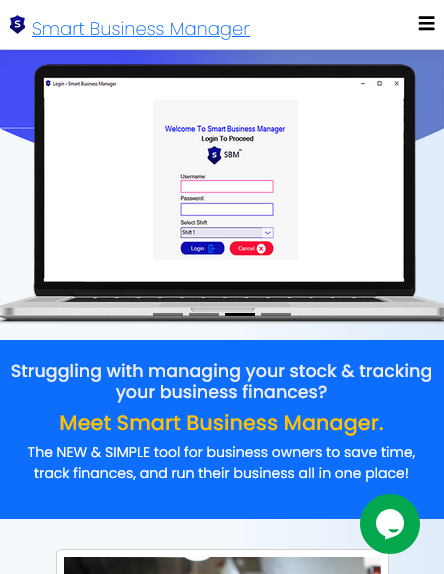 S Smart Business Manager
Login - Smart Business Manager
Welcome To Smart Business Manager
Login To Proceed
S SBM™
Username:
Password:
Select Shift
Shift 1
Login Cancel
Struggling with managing your stock & tracking
your business finances?
Meet Smart Business Manager.
The NEW & SIMPLE tool for business owners to save time,
track finances, and run their business all in one place!